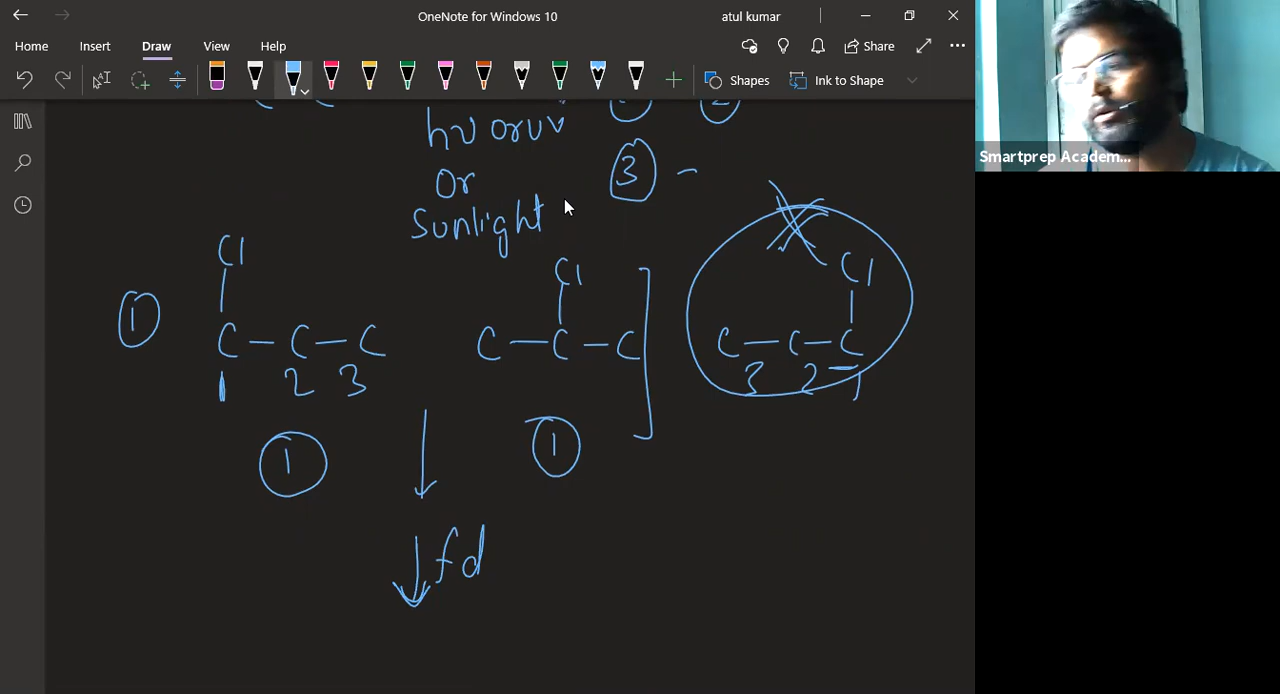 OneNote for Windows 10
atul kumar
Home Insert Draw View Help
Share
Shapes Ink to Shape
Smartprep Academ...
hν or uv
Or
3 -
Sunlight
Cl
Cl
Cl
1
C — C — C
C — C — C
C — C — C
1 2 3
3 2 1
1
1
↓
↓ fd